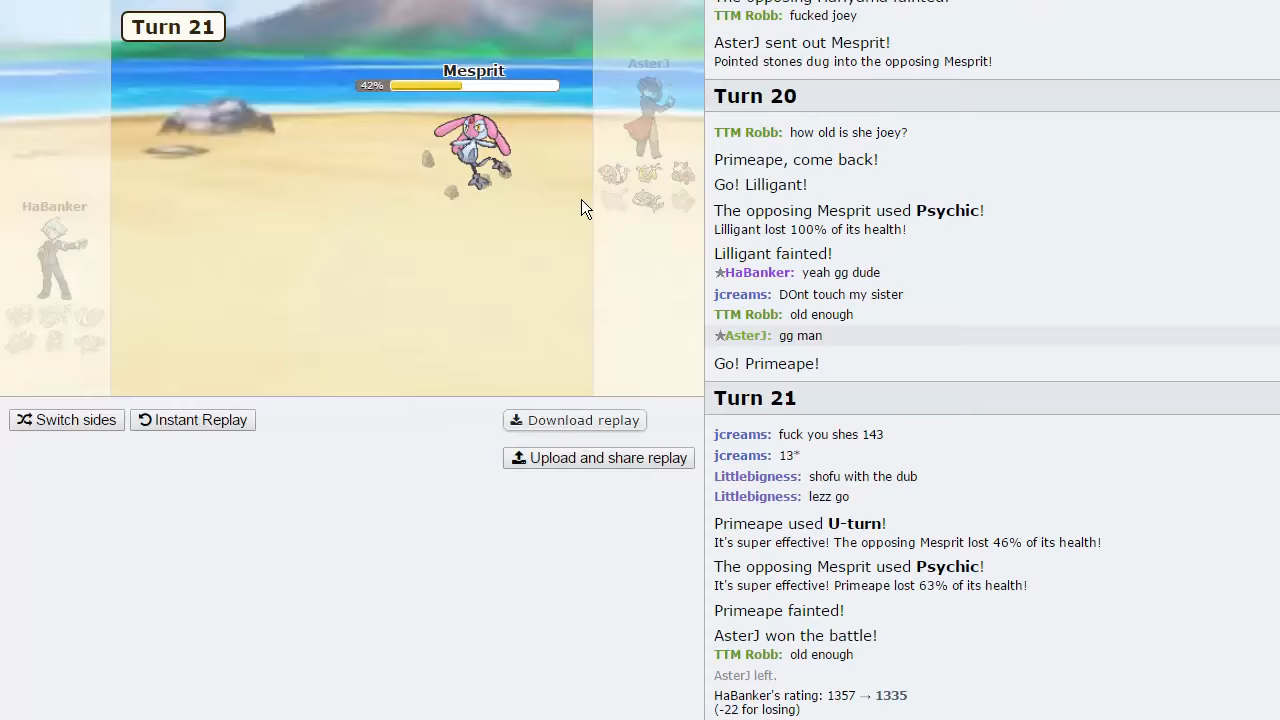 Turn 21
Mesprit
42%
AsterJ
HaBanker
Switch sides
Instant Replay
Download replay
Upload and share replay
TTM Robb: fucked joey
AsterJ sent out Mesprit!
Pointed stones dug into the opposing Mesprit!
Turn 20
TTM Robb: how old is she joey?
Primeape, come back!
Go! Lilligant!
The opposing Mesprit used Psychic!
Lilligant lost 100% of its health!
Lilligant fainted!
★HaBanker: yeah gg dude
jcreams: DOnt touch my sister
TTM Robb: old enough
★AsterJ: gg man
Go! Primeape!
Turn 21
jcreams: fuck you shes 143
jcreams: 13*
Littlebigness: shofu with the dub
Littlebigness: lezz go
Primeape used U-turn!
It's super effective! The opposing Mesprit lost 46% of its health!
The opposing Mesprit used Psychic!
It's super effective! Primeape lost 63% of its health!
Primeape fainted!
AsterJ won the battle!
TTM Robb: old enough
AsterJ left.
HaBanker's rating: 1357 → 1335
(-22 for losing)